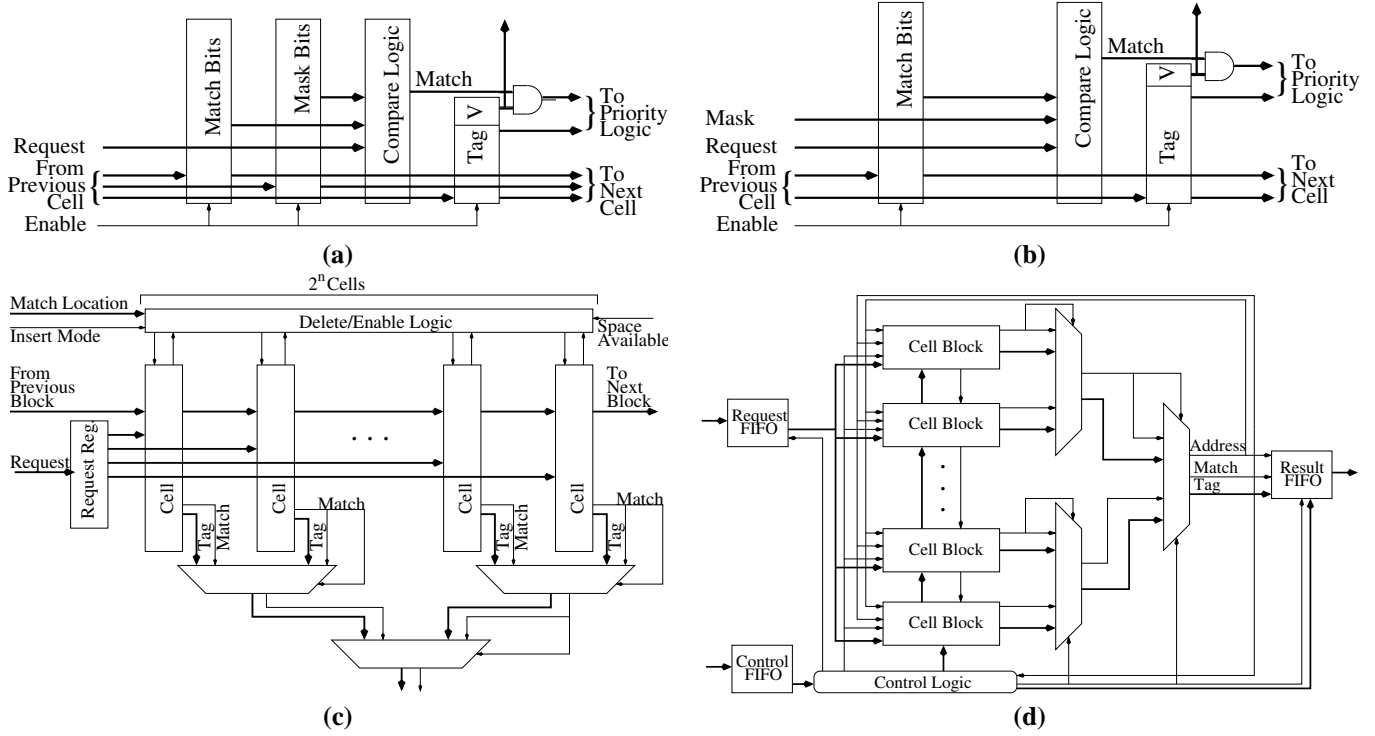 Match Bits
Mask Bits
Compare Logic
Match
V
Tag
To
Priority
Logic
Request
From
Previous
Cell
To
Next
Cell
Enable
(a)
Match Bits
Compare Logic
Match
V
Tag
To
Priority
Logic
Mask
Request
From
Previous
Cell
To
Next
Cell
Enable
(b)
2^n Cells
Match Location
Delete/Enable Logic
Insert Mode
Space
Available
From
Previous
Block
To
Next
Block
Request Reg.
Request
. . .
Cell
Cell
Cell
Cell
Tag
Match
Tag
Match
Tag
Match
Tag
Match
(c)
Cell Block
Request
FIFO
Cell Block
Address
Match
Tag
Result
FIFO
Cell Block
Cell Block
Control
FIFO
Control Logic
(d)